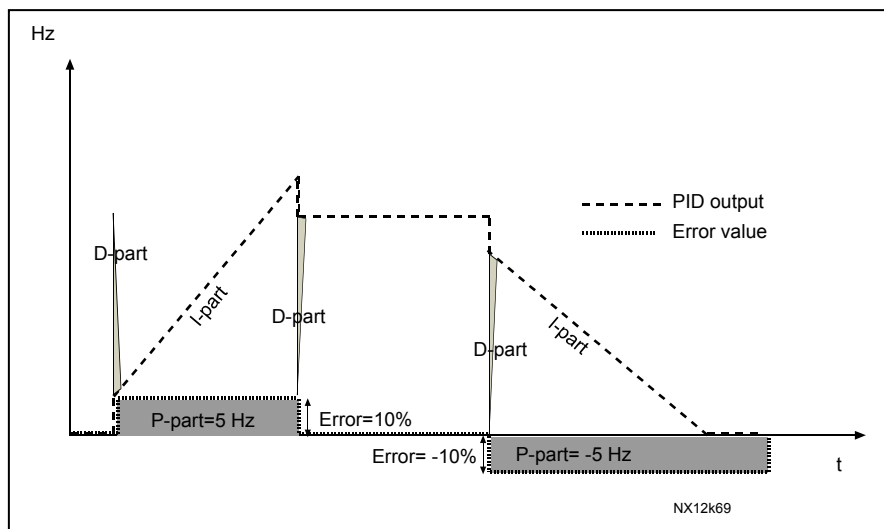 Hz
PID output
Error value
D-part
I-part
D-part
D-part
I-part
P-part=5 Hz
Error=10%
Error= -10%
P-part= -5 Hz
t
NX12k69